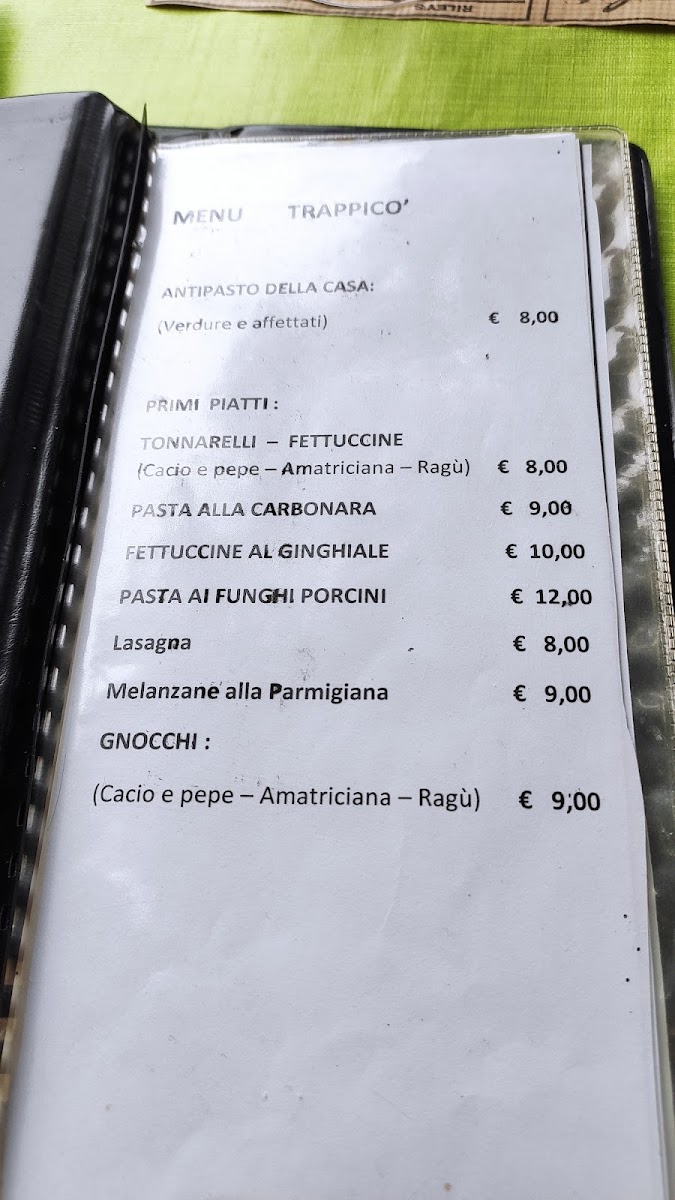 RILEY'S
MENU TRAPPICO'
ANTIPASTO DELLA CASA:
(Verdure e affettati) € 8,00
PRIMI PIATTI :
TONNARELLI – FETTUCCINE
(Cacio e pepe – Amatriciana – Ragù) € 8,00
PASTA ALLA CARBONARA € 9,00
FETTUCCINE AL GINGHIALE € 10,00
PASTA AI FUNGHI PORCINI € 12,00
Lasagna € 8,00
Melanzane alla Parmigiana € 9,00
GNOCCHI :
(Cacio e pepe – Amatriciana – Ragù) € 9,00